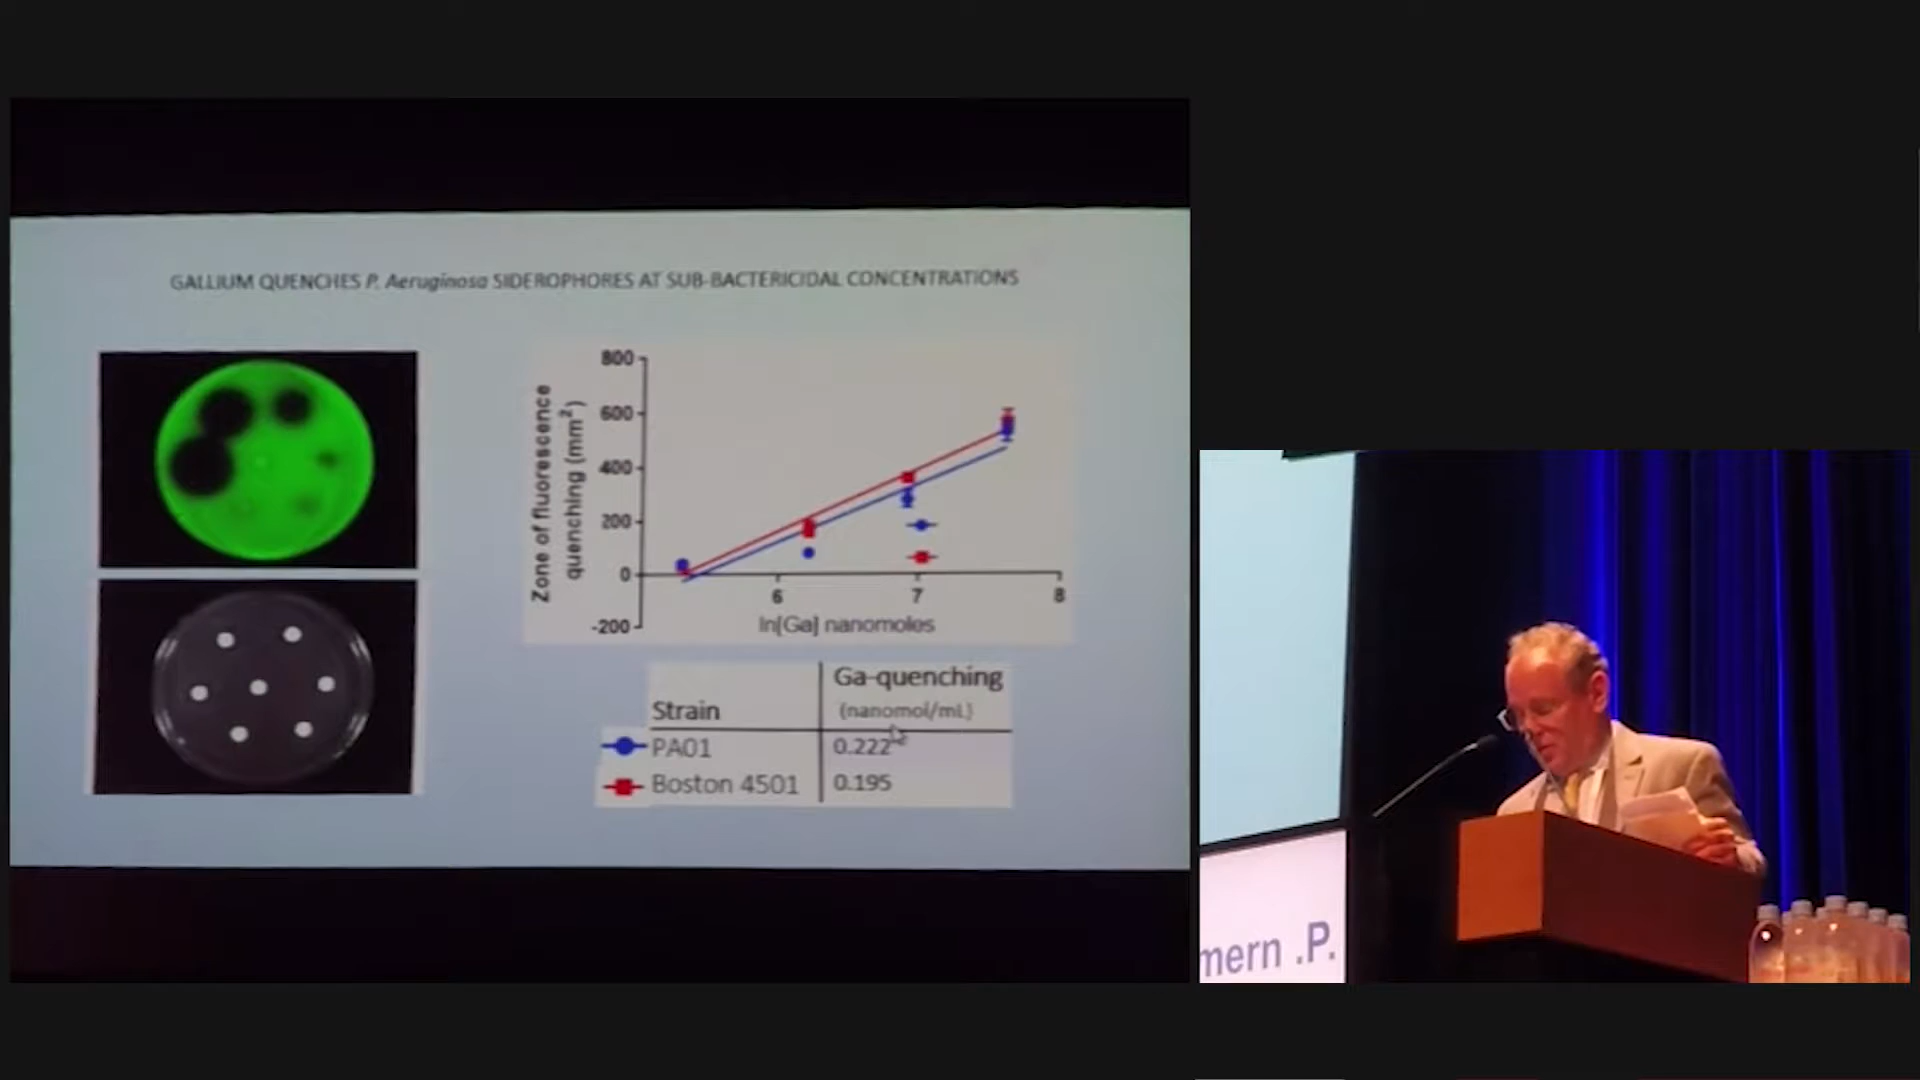 GALLIUM QUENCHES P. Aeruginosa SIDEROPHORES AT SUB-BACTERICIDAL CONCENTRATIONS
Zone of fluorescence
quenching (mm²)
800
600
400
200
0
-200
6
7
8
ln[Ga] nanomoles
Strain
Ga-quenching
(nanomol/mL)
PA01
0.222
Boston 4501
0.195
mern .P.